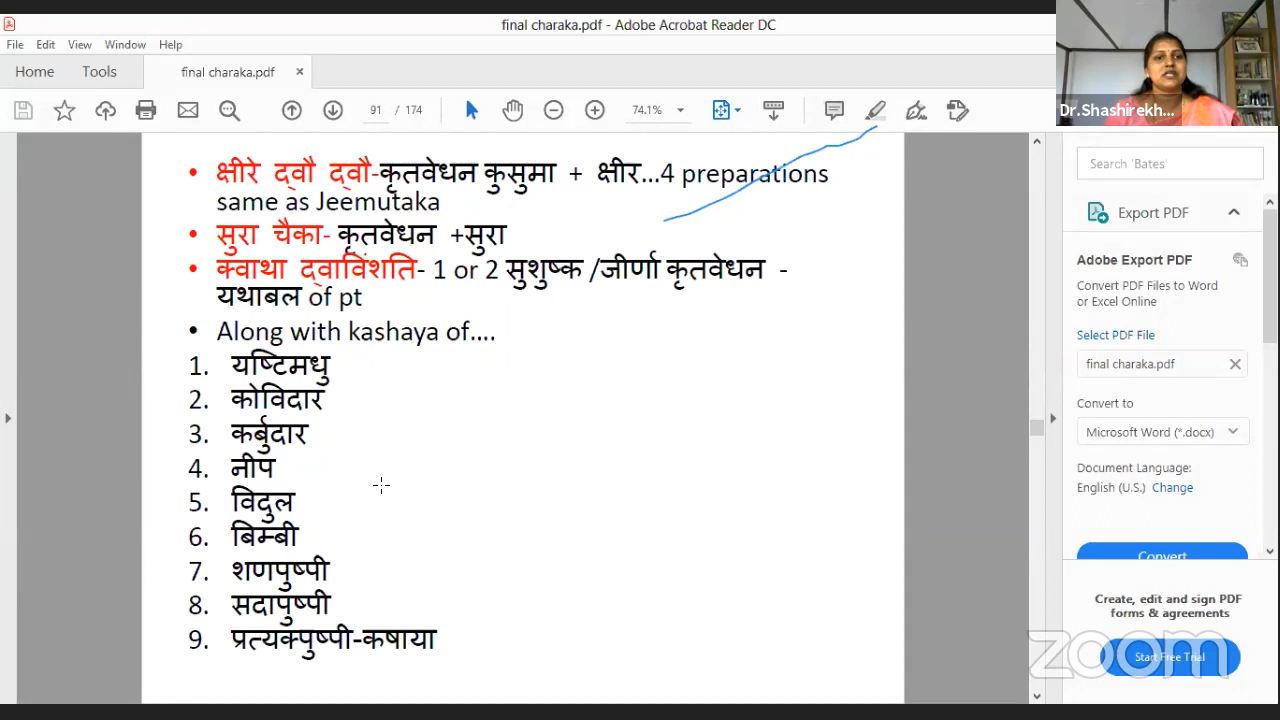 final charaka.pdf - Adobe Acrobat Reader DC
File Edit View Window Help
Home Tools final charaka.pdf ×
91 / 174 74.1%
Dr.Shashirekh...
• क्षीरे द्वौ द्वौ-कृतवेधन कुसुमा + क्षीर...4 preparations
same as Jeemutaka
• सुरा चैका- कृतवेधन +सुरा
• क्वाथा द्वाविंशति- 1 or 2 सुशुष्क /जीर्णा कृतवेधन -
यथाबल of pt
• Along with kashaya of....
1. यष्टिमधु
2. कोविदार
3. कर्बुदार
4. नीप
5. विदुल
6. बिम्बी
7. शणपुष्पी
8. सदापुष्पी
9. प्रत्यक्पुष्पी-कषाया
Search 'Bates'
Export PDF
Adobe Export PDF
Convert PDF Files to Word
or Excel Online
Select PDF File
final charaka.pdf
Convert to
Microsoft Word (*.docx)
Document Language:
English (U.S.) Change
Convert
Create, edit and sign PDF
forms & agreements
Start Free Trial
zoom